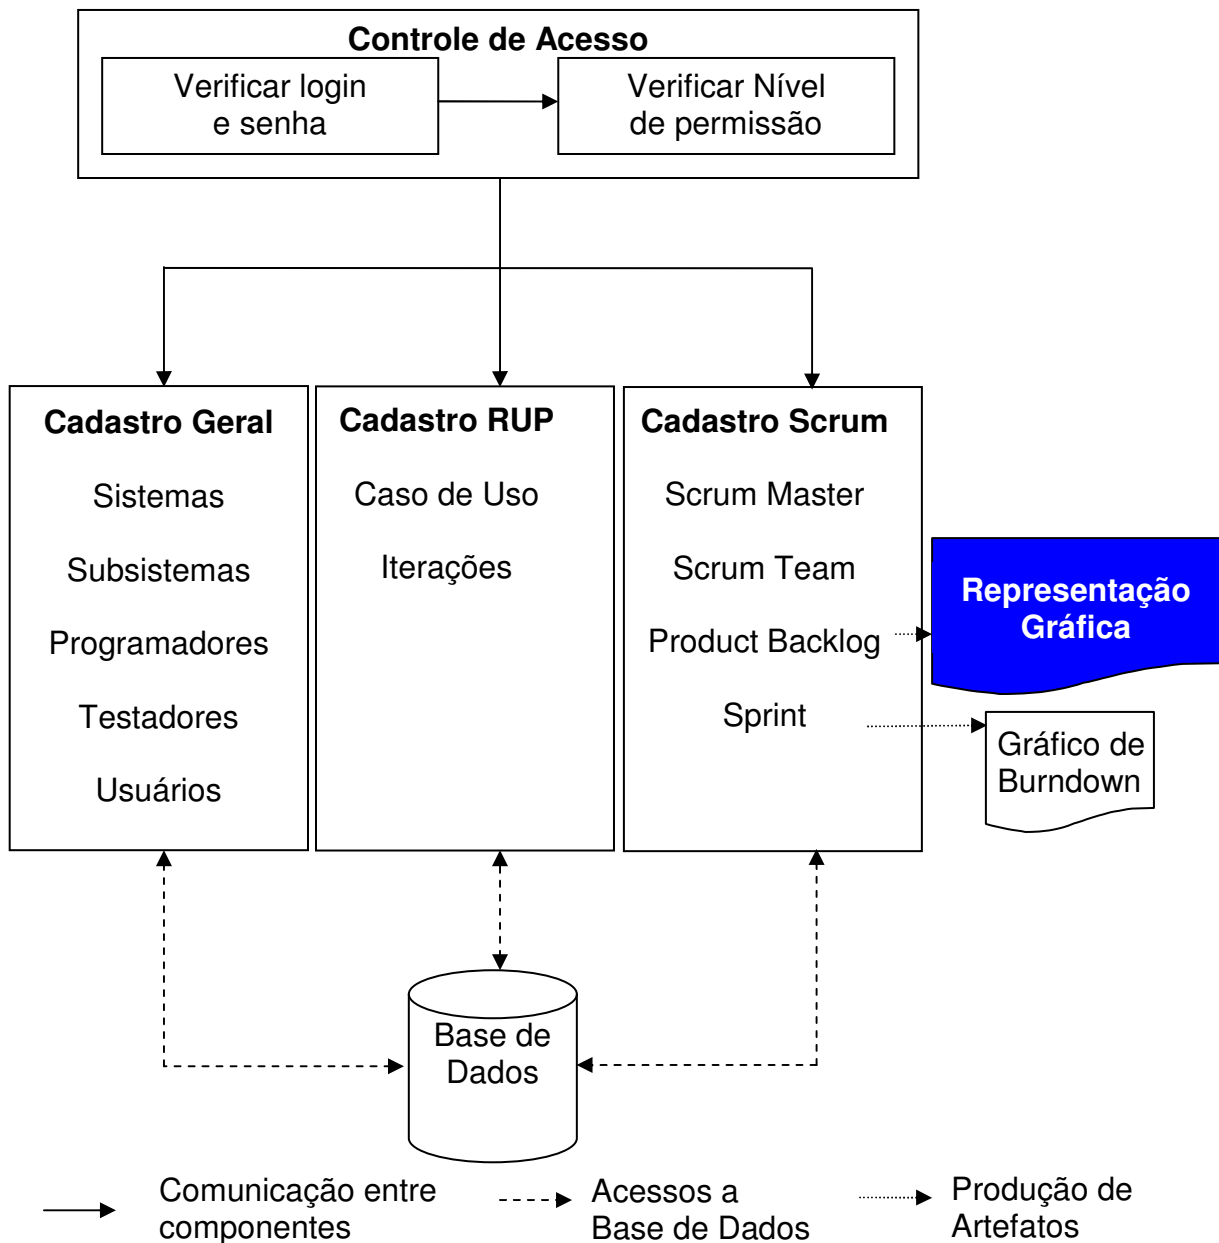 Controle de Acesso
Verificar login
e senha
Verificar Nível
de permissão
Cadastro Geral
Sistemas
Subsistemas
Programadores
Testadores
Usuários
Cadastro RUP
Caso de Uso
Iterações
Cadastro Scrum
Scrum Master
Scrum Team
Product Backlog
Sprint
Representação
Gráfica
Gráfico de
Burndown
Base de
Dados
Comunicação entre
componentes
Acessos a
Base de Dados
Produção de
Artefatos